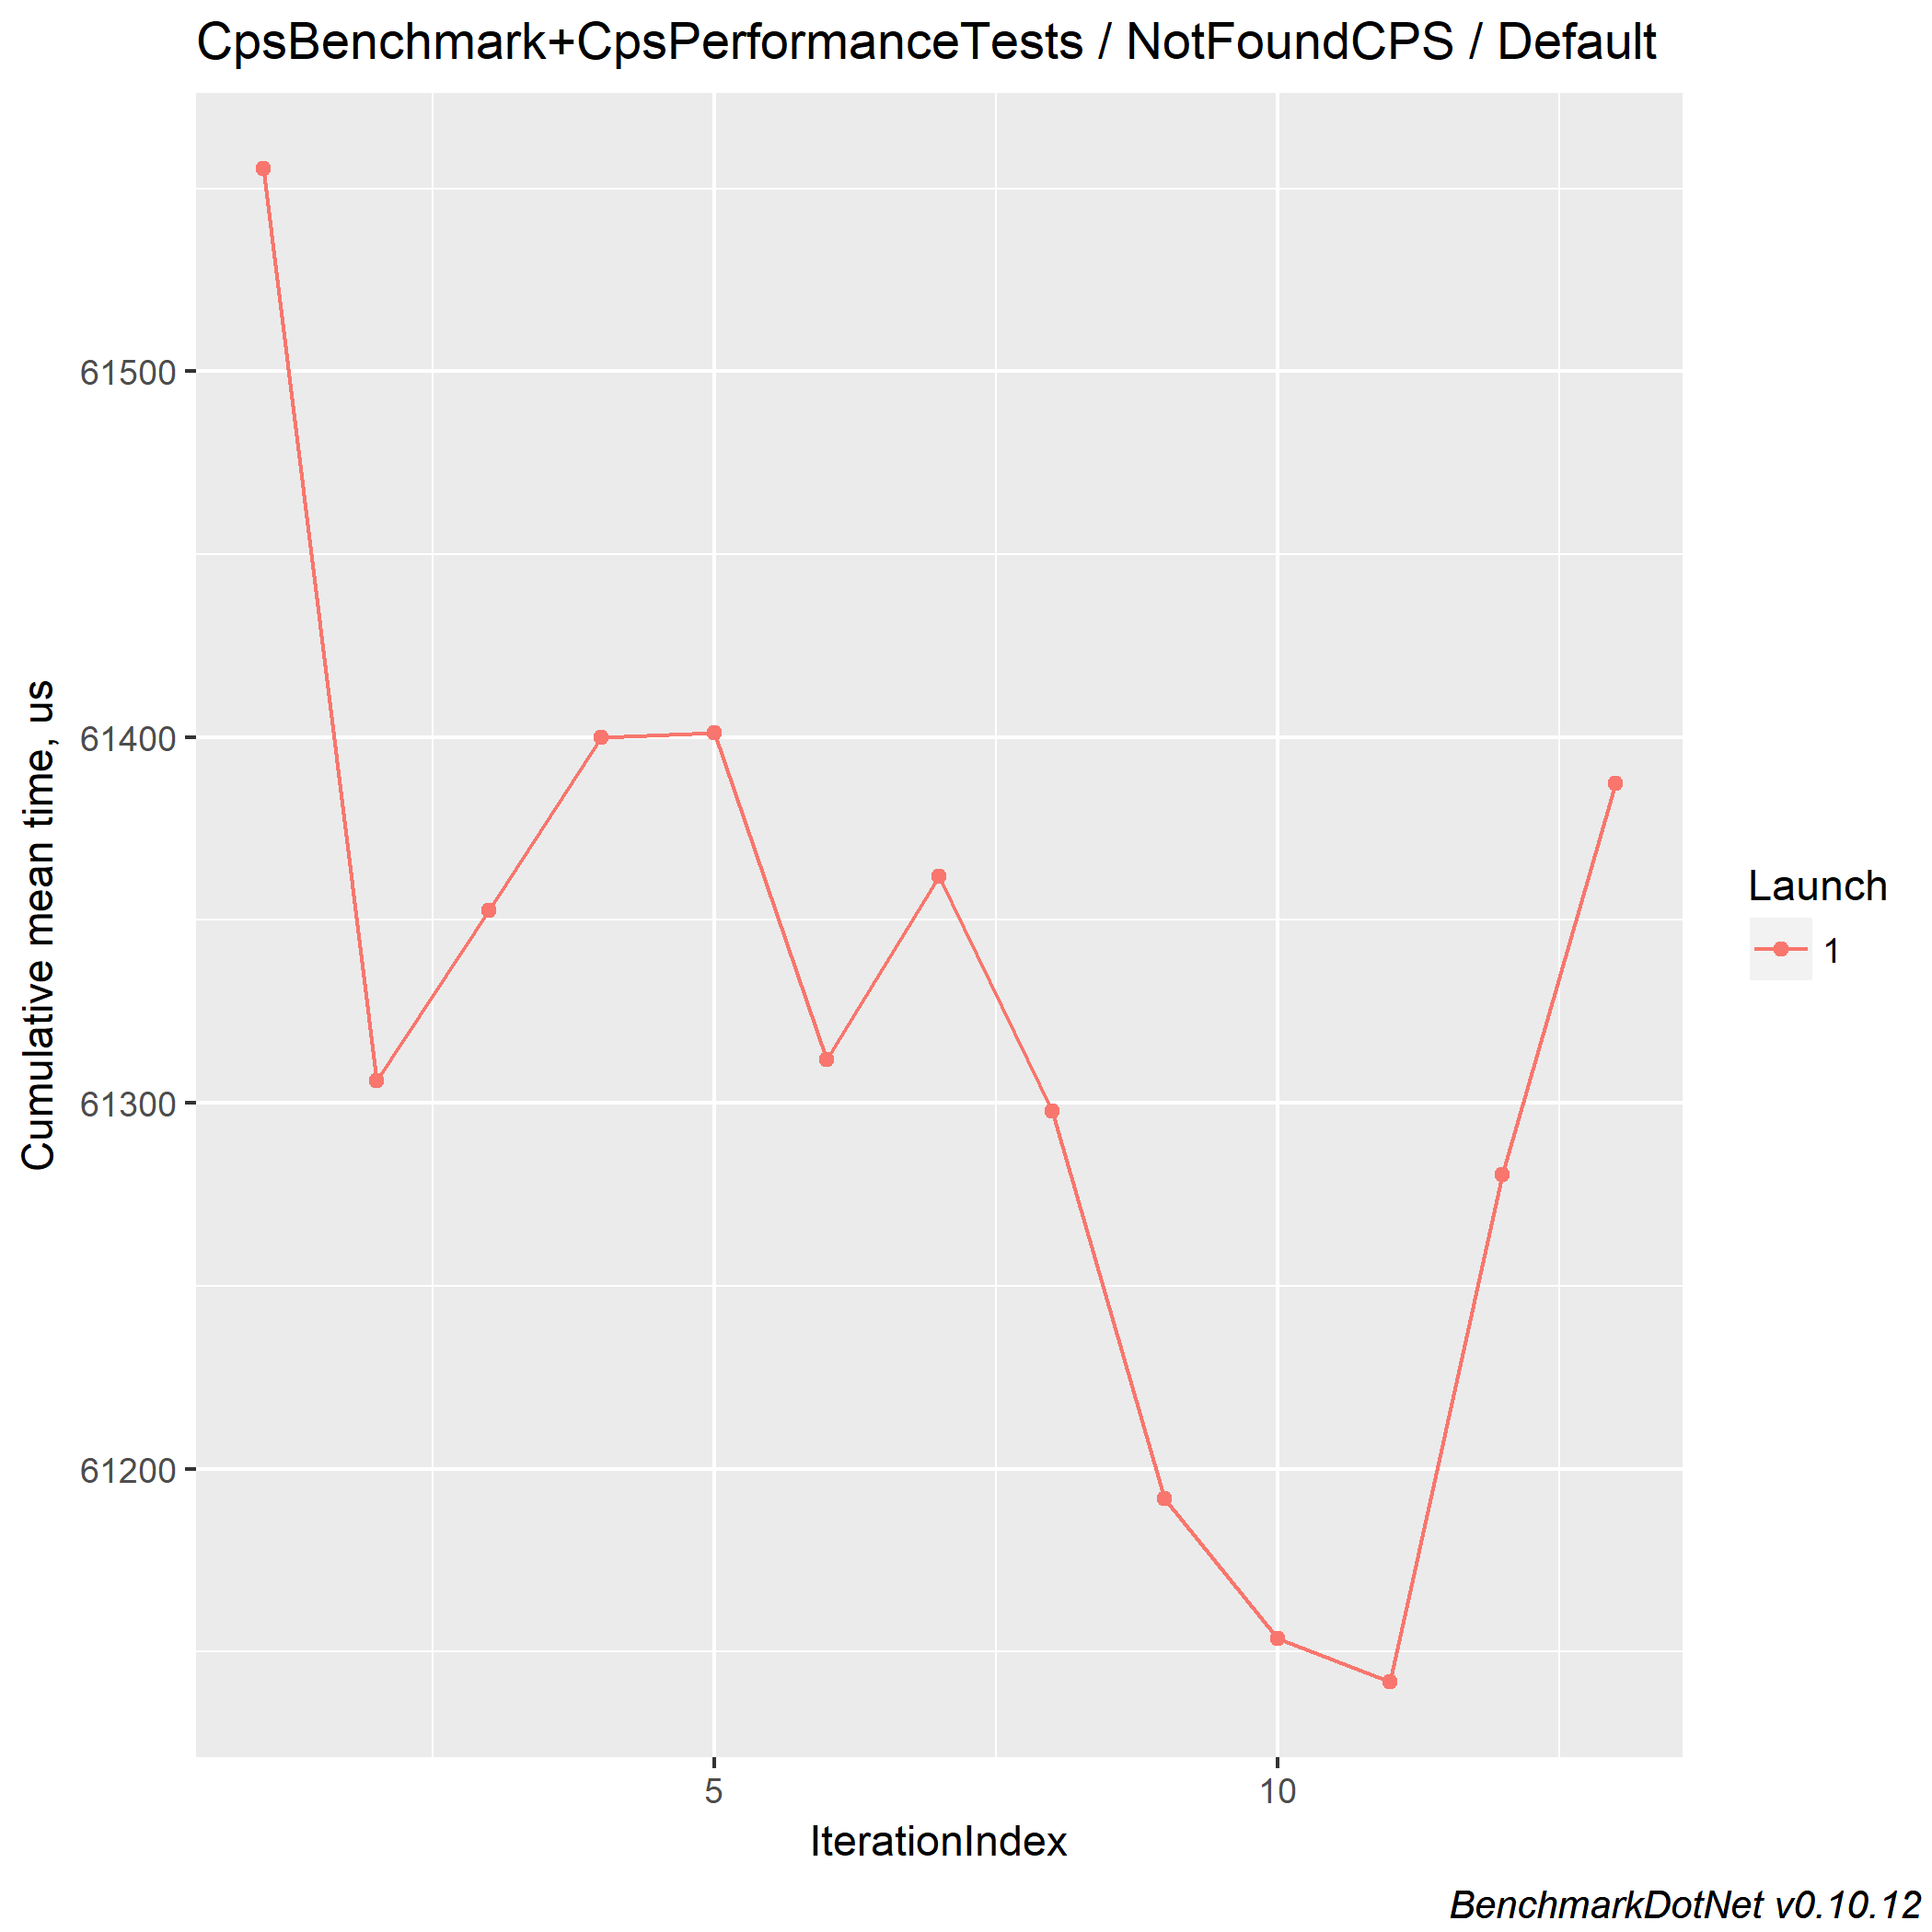 CpsBenchmark+CpsPerformanceTests / NotFoundCPS / Default
Cumulative mean time, us
61500
61400
61300
61200
5
10
IterationIndex
Launch
1
BenchmarkDotNet v0.10.12